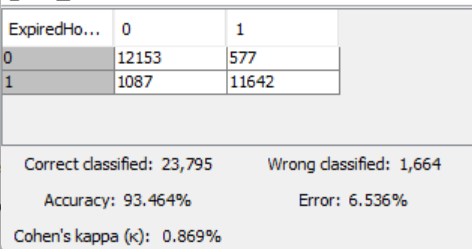 ExpiredHo... 0 1
0 12153 577
1 1087 11642
Correct classified: 23,795 Wrong classified: 1,664
Accuracy: 93.464% Error: 6.536%
Cohen's kappa (κ): 0.869%